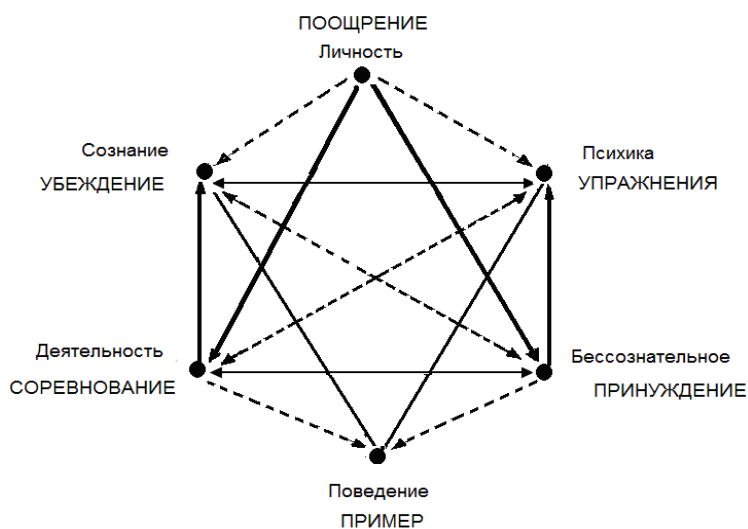 ПООЩРЕНИЕ
Личность
Сознание
УБЕЖДЕНИЕ
Психика
УПРАЖНЕНИЯ
Деятельность
СОРЕВНОВАНИЕ
Бессознательное
ПРИНУЖДЕНИЕ
Поведение
ПРИМЕР